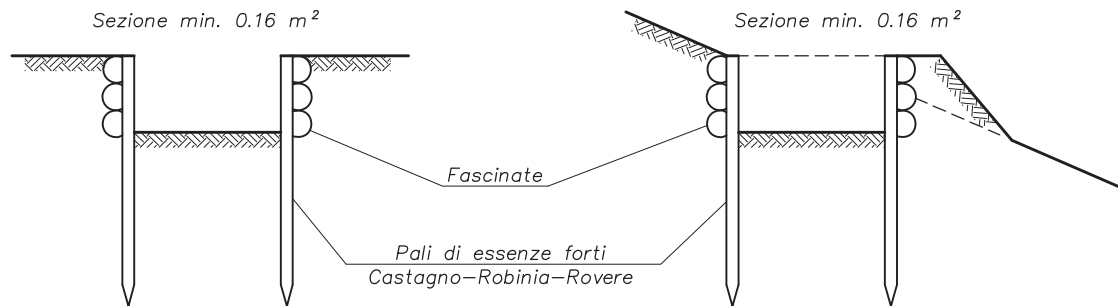 Sezione min. 0.16 m²
Sezione min. 0.16 m²
Fascinate
Pali di essenze forti
Castagno-Robinia-Rovere